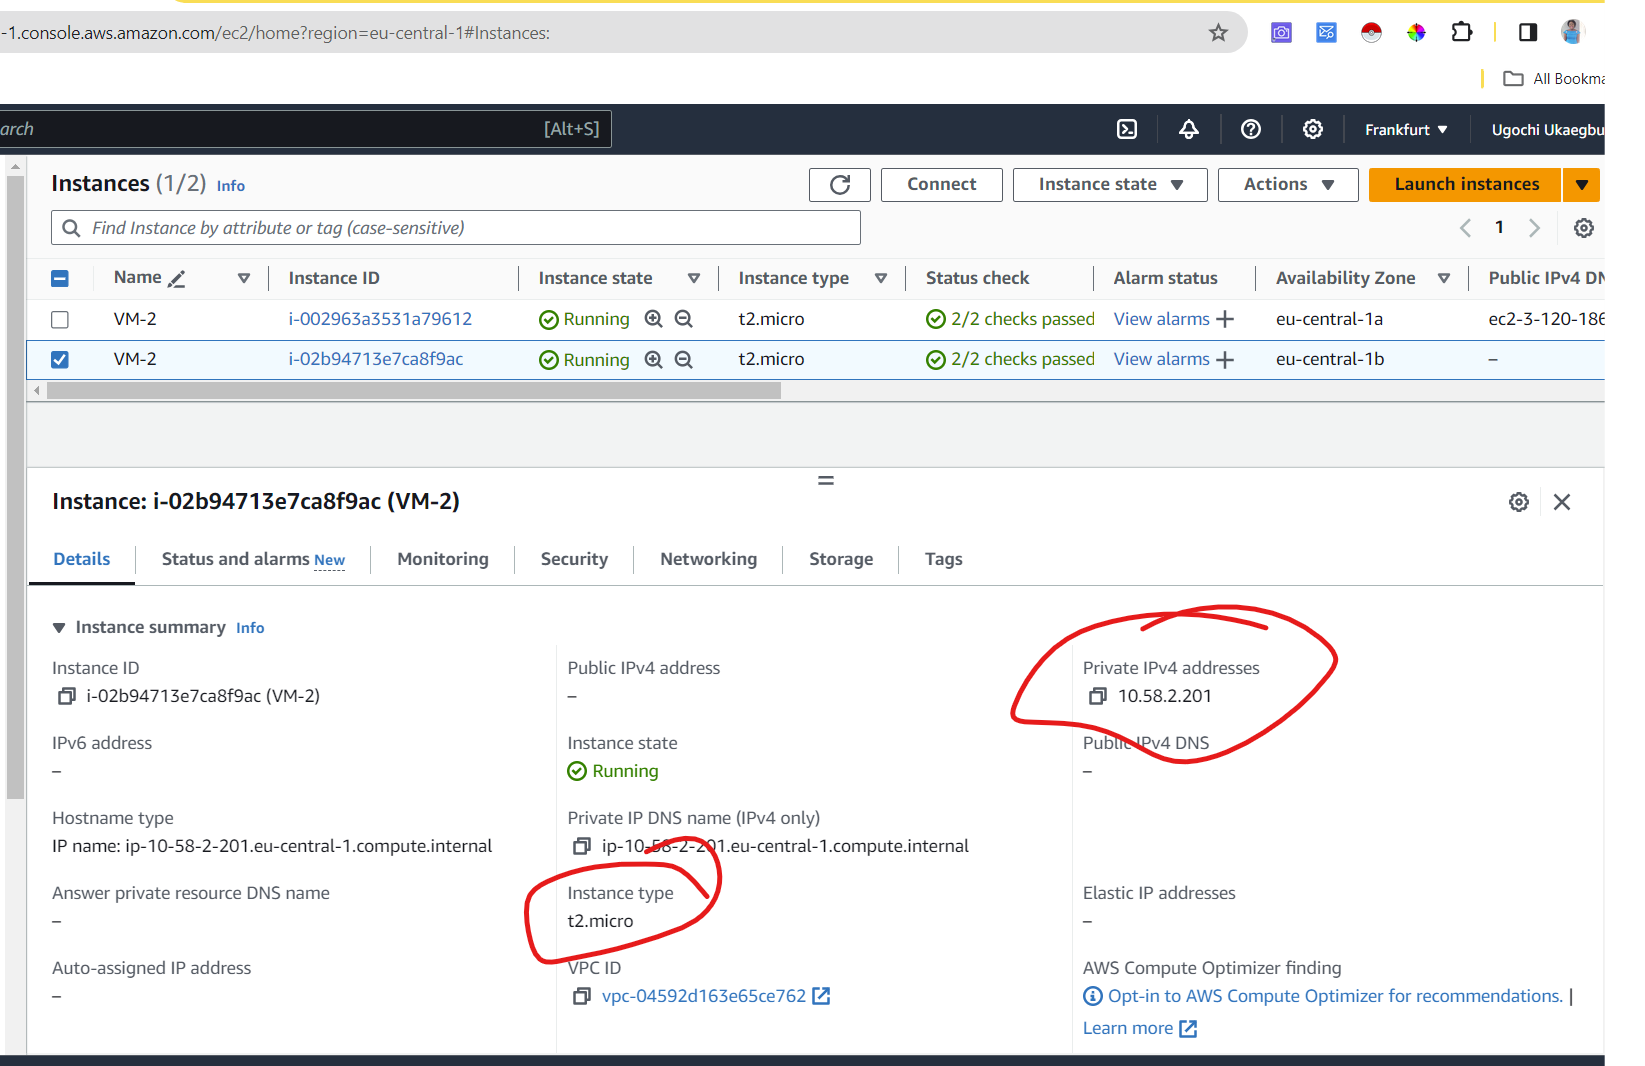 -1.console.aws.amazon.com/ec2/home?region=eu-central-1#Instances:
All Bookma
arch [Alt+S] Frankfurt Ugochi Ukaegbu
Instances (1/2) Info Connect Instance state Actions Launch instances
Find Instance by attribute or tag (case-sensitive) 1
Name Instance ID Instance state Instance type Status check Alarm status Availability Zone Public IPv4 DN
VM-2 i-002963a3531a79612 Running t2.micro 2/2 checks passed View alarms + eu-central-1a ec2-3-120-186
VM-2 i-02b94713e7ca8f9ac Running t2.micro 2/2 checks passed View alarms + eu-central-1b –
Instance: i-02b94713e7ca8f9ac (VM-2)
Details Status and alarms New Monitoring Security Networking Storage Tags
Instance summary Info
Instance ID Public IPv4 address Private IPv4 addresses
i-02b94713e7ca8f9ac (VM-2) – 10.58.2.201
IPv6 address Instance state Public IPv4 DNS
– Running –
Hostname type Private IP DNS name (IPv4 only)
IP name: ip-10-58-2-201.eu-central-1.compute.internal ip-10-58-2-201.eu-central-1.compute.internal
Answer private resource DNS name Instance type Elastic IP addresses
– t2.micro –
Auto-assigned IP address VPC ID AWS Compute Optimizer finding
– vpc-04592d163e65ce762 Opt-in to AWS Compute Optimizer for recommendations. |
Learn more